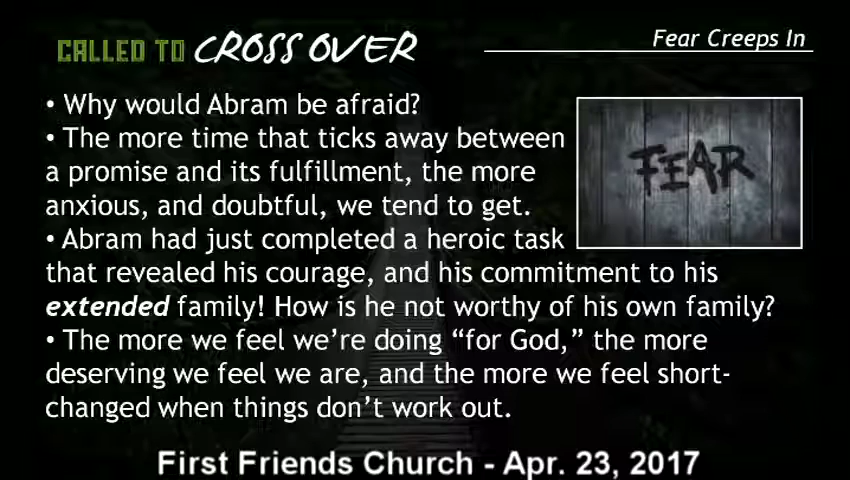 CALLED TO CROSS OVER
Fear Creeps In
• Why would Abram be afraid?
• The more time that ticks away between
a promise and its fulfillment, the more
anxious, and doubtful, we tend to get.
• Abram had just completed a heroic task
that revealed his courage, and his commitment to his
extended family! How is he not worthy of his own family?
• The more we feel we’re doing “for God,” the more
deserving we feel we are, and the more we feel short-
changed when things don’t work out.
FEAR
First Friends Church - Apr. 23, 2017